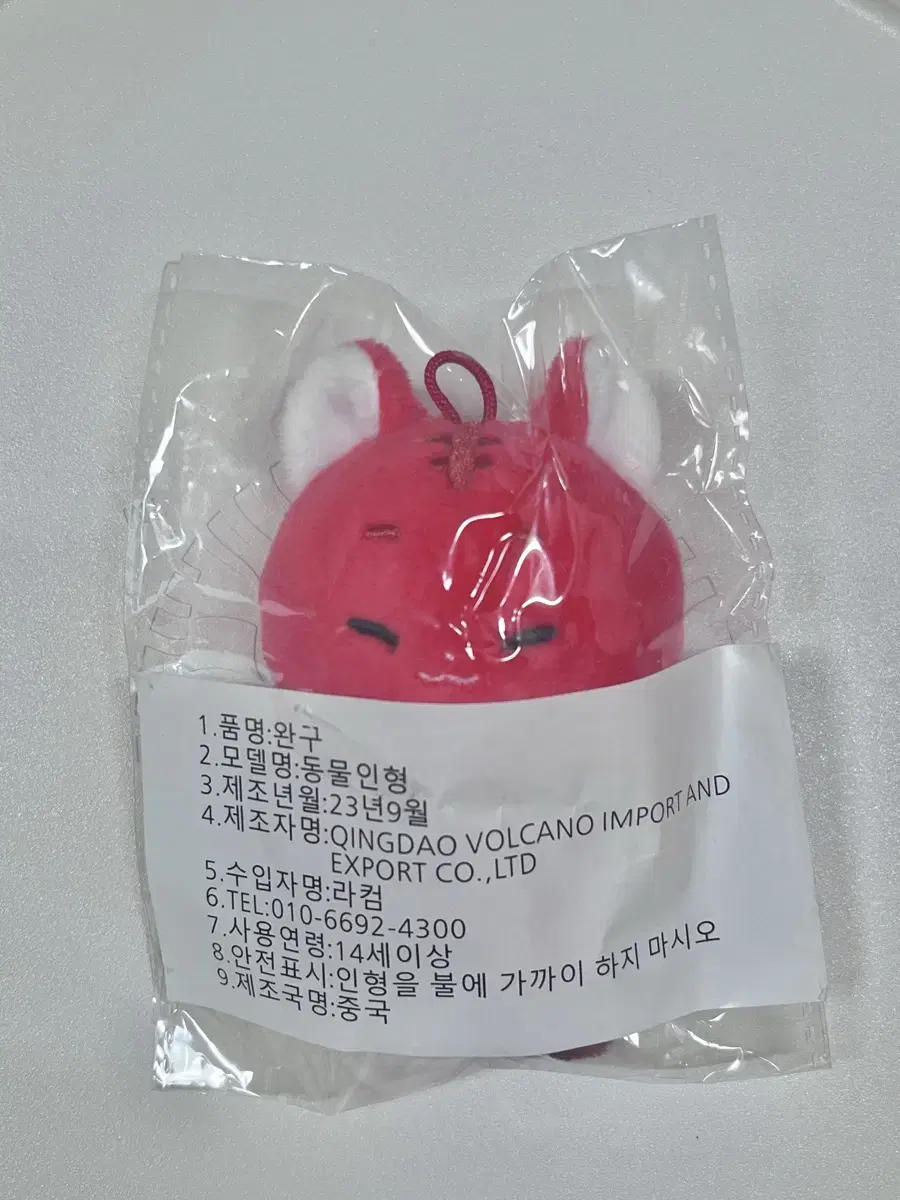 1.품명:완구
2.모델명:동물인형
3.제조년월:23년9월
4.제조자명:QINGDAO VOLCANO IMPORT AND
EXPORT CO.,LTD
5.수입자명:라컴
6.TEL:010-6692-4300
7.사용연령:14세이상
8.안전표시:인형을 불에 가까이 하지 마시오
9.제조국명:중국